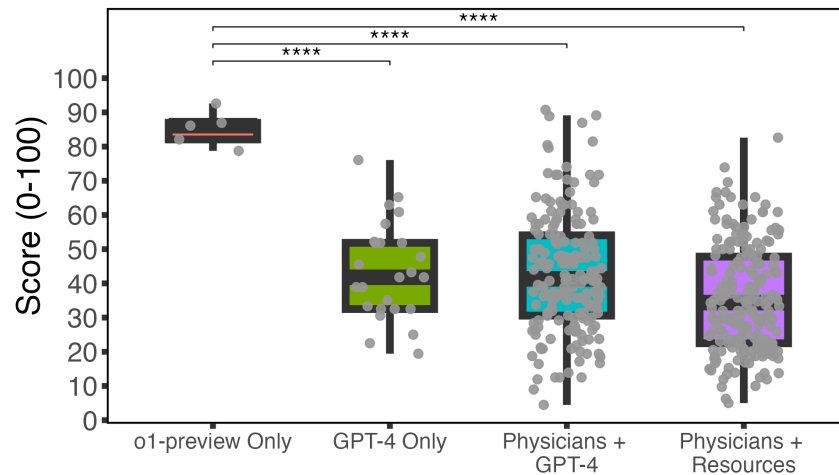 ****
****
****
Score (0-100)
100
90
80
70
60
50
40
30
20
10
0
o1-preview Only
GPT-4 Only
Physicians +
GPT-4
Physicians +
Resources